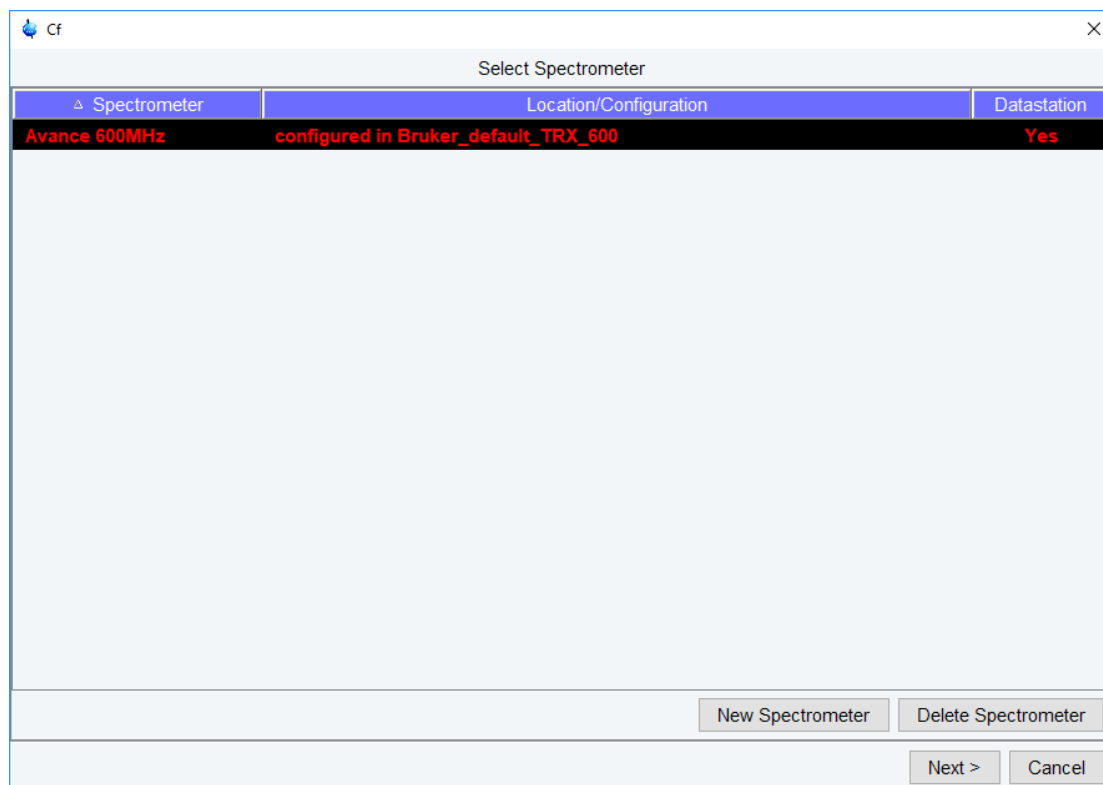 Cf
Select Spectrometer
Spectrometer Location/Configuration Datastation
Avance 600MHz configured in Bruker_default_TRX_600 Yes
New Spectrometer Delete Spectrometer
Next > Cancel